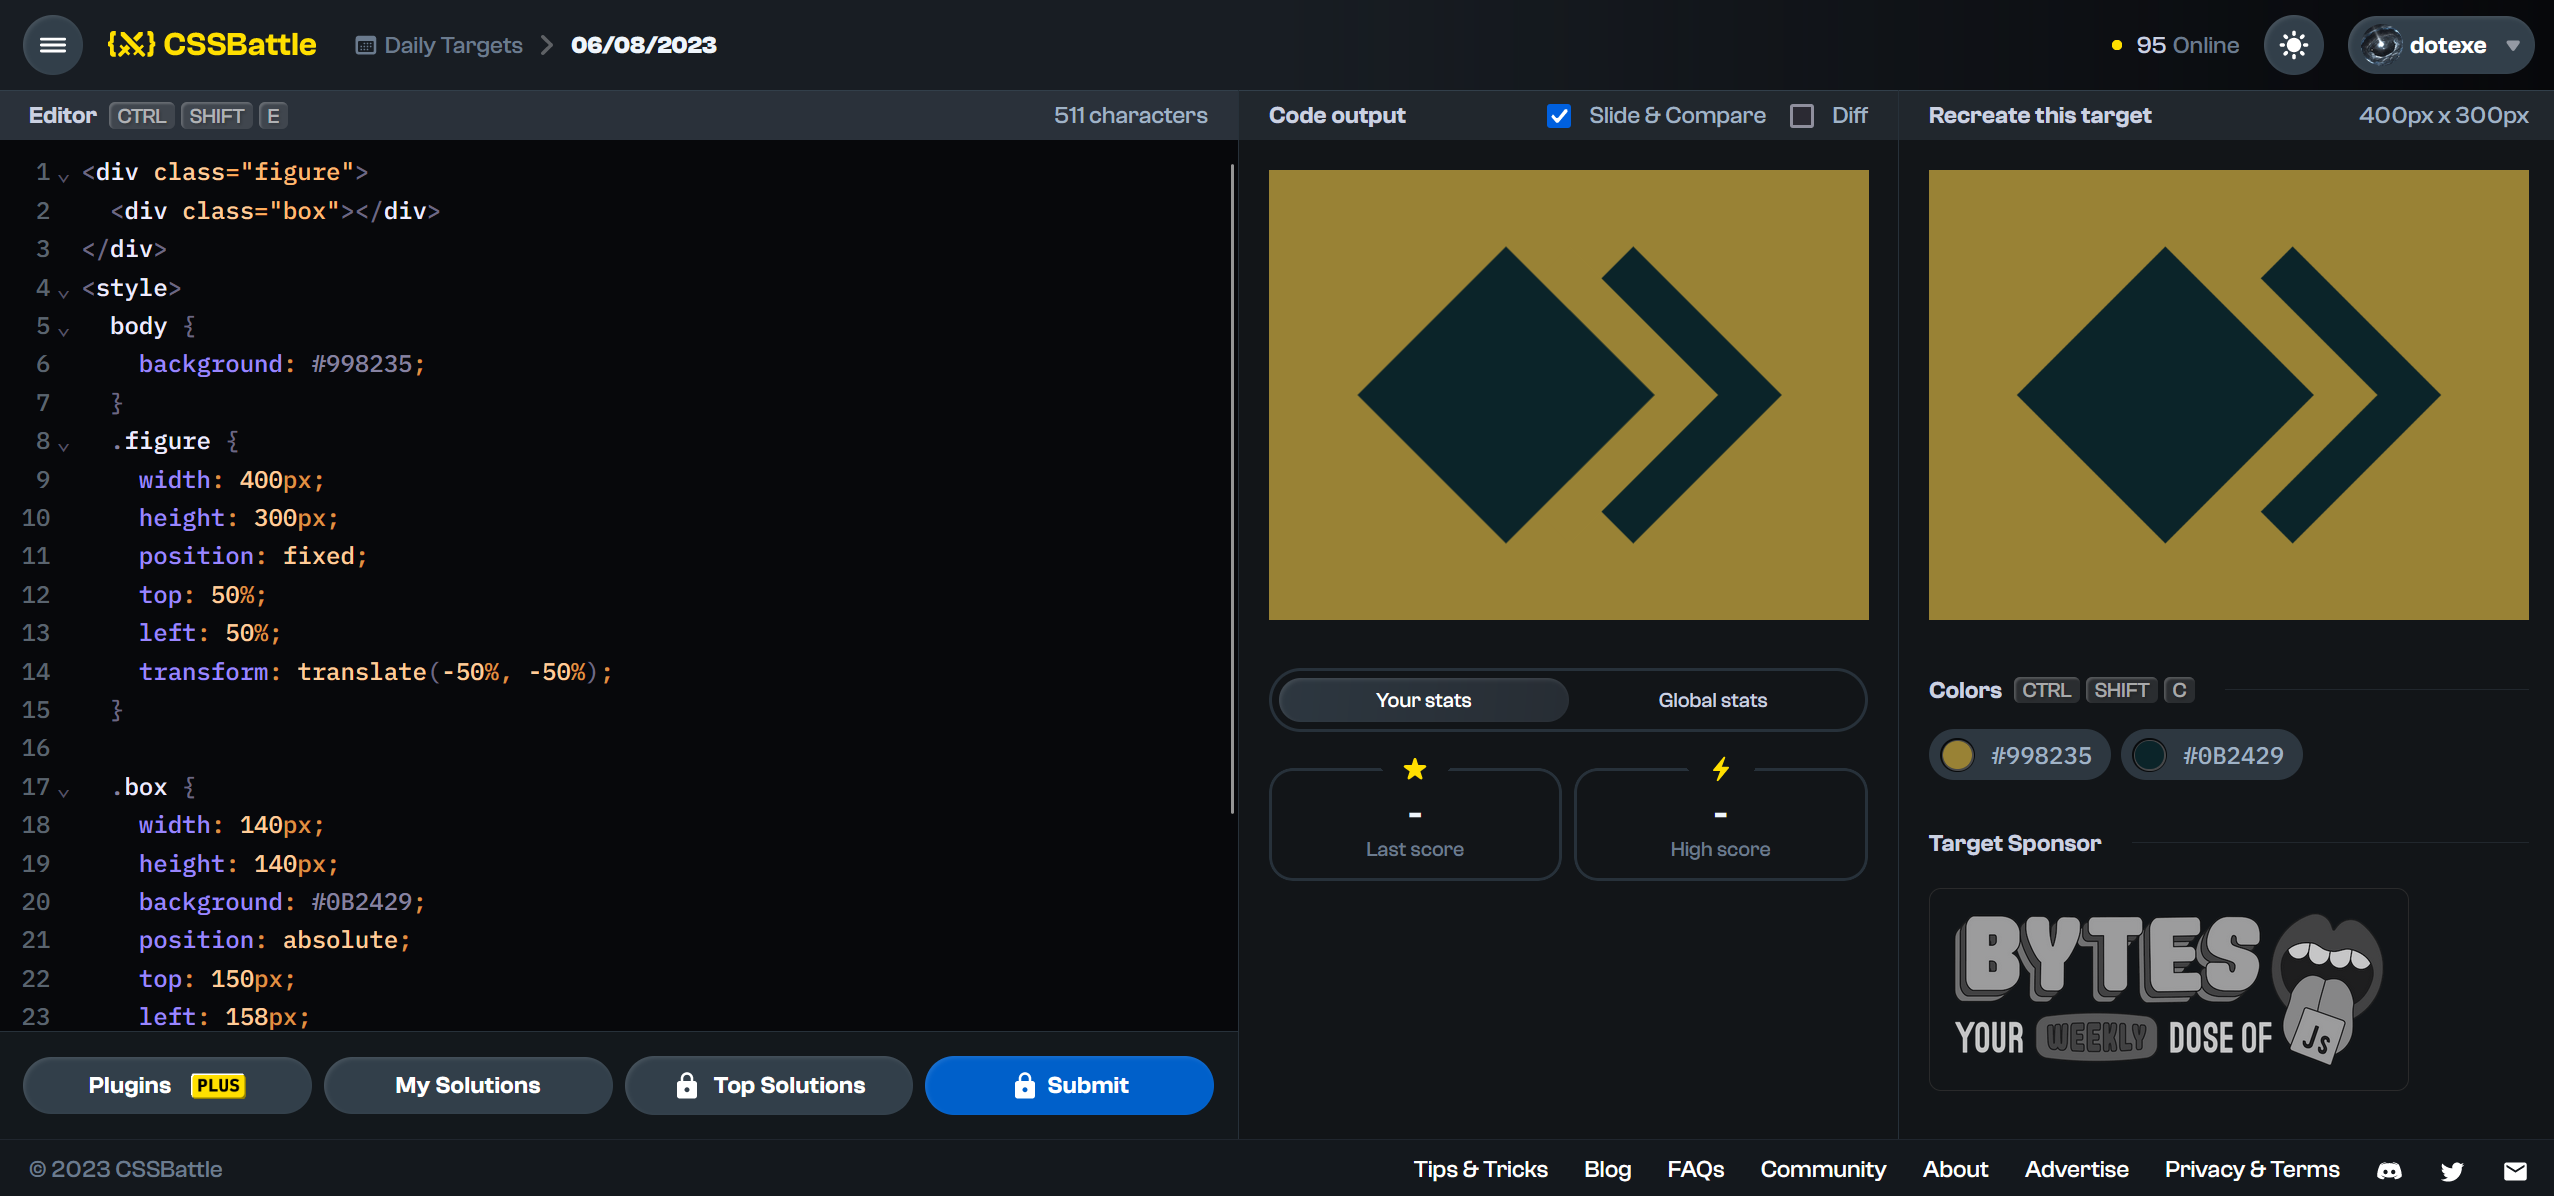 {X} CSSBattle
Daily Targets > 06/08/2023
95 Online
dotexe
Editor CTRL SHIFT E
511 characters
1 <div class="figure">
2 <div class="box"></div>
3 </div>
4 <style>
5 body {
6 background: #998235;
7 }
8 .figure {
9 width: 400px;
10 height: 300px;
11 position: fixed;
12 top: 50%;
13 left: 50%;
14 transform: translate(-50%, -50%);
15 }
16
17 .box {
18 width: 140px;
19 height: 140px;
20 background: #0B2429;
21 position: absolute;
22 top: 150px;
23 left: 158px;
Plugins PLUS
My Solutions
Top Solutions
Submit
Code output
Slide & Compare
Diff
Your stats
Global stats
-
Last score
-
High score
Recreate this target
400px x 300px
Colors CTRL SHIFT C
#998235
#0B2429
Target Sponsor
BYTES
YOUR WEEKLY DOSE OF JS
© 2023 CSSBattle
Tips & Tricks
Blog
FAQs
Community
About
Advertise
Privacy & Terms